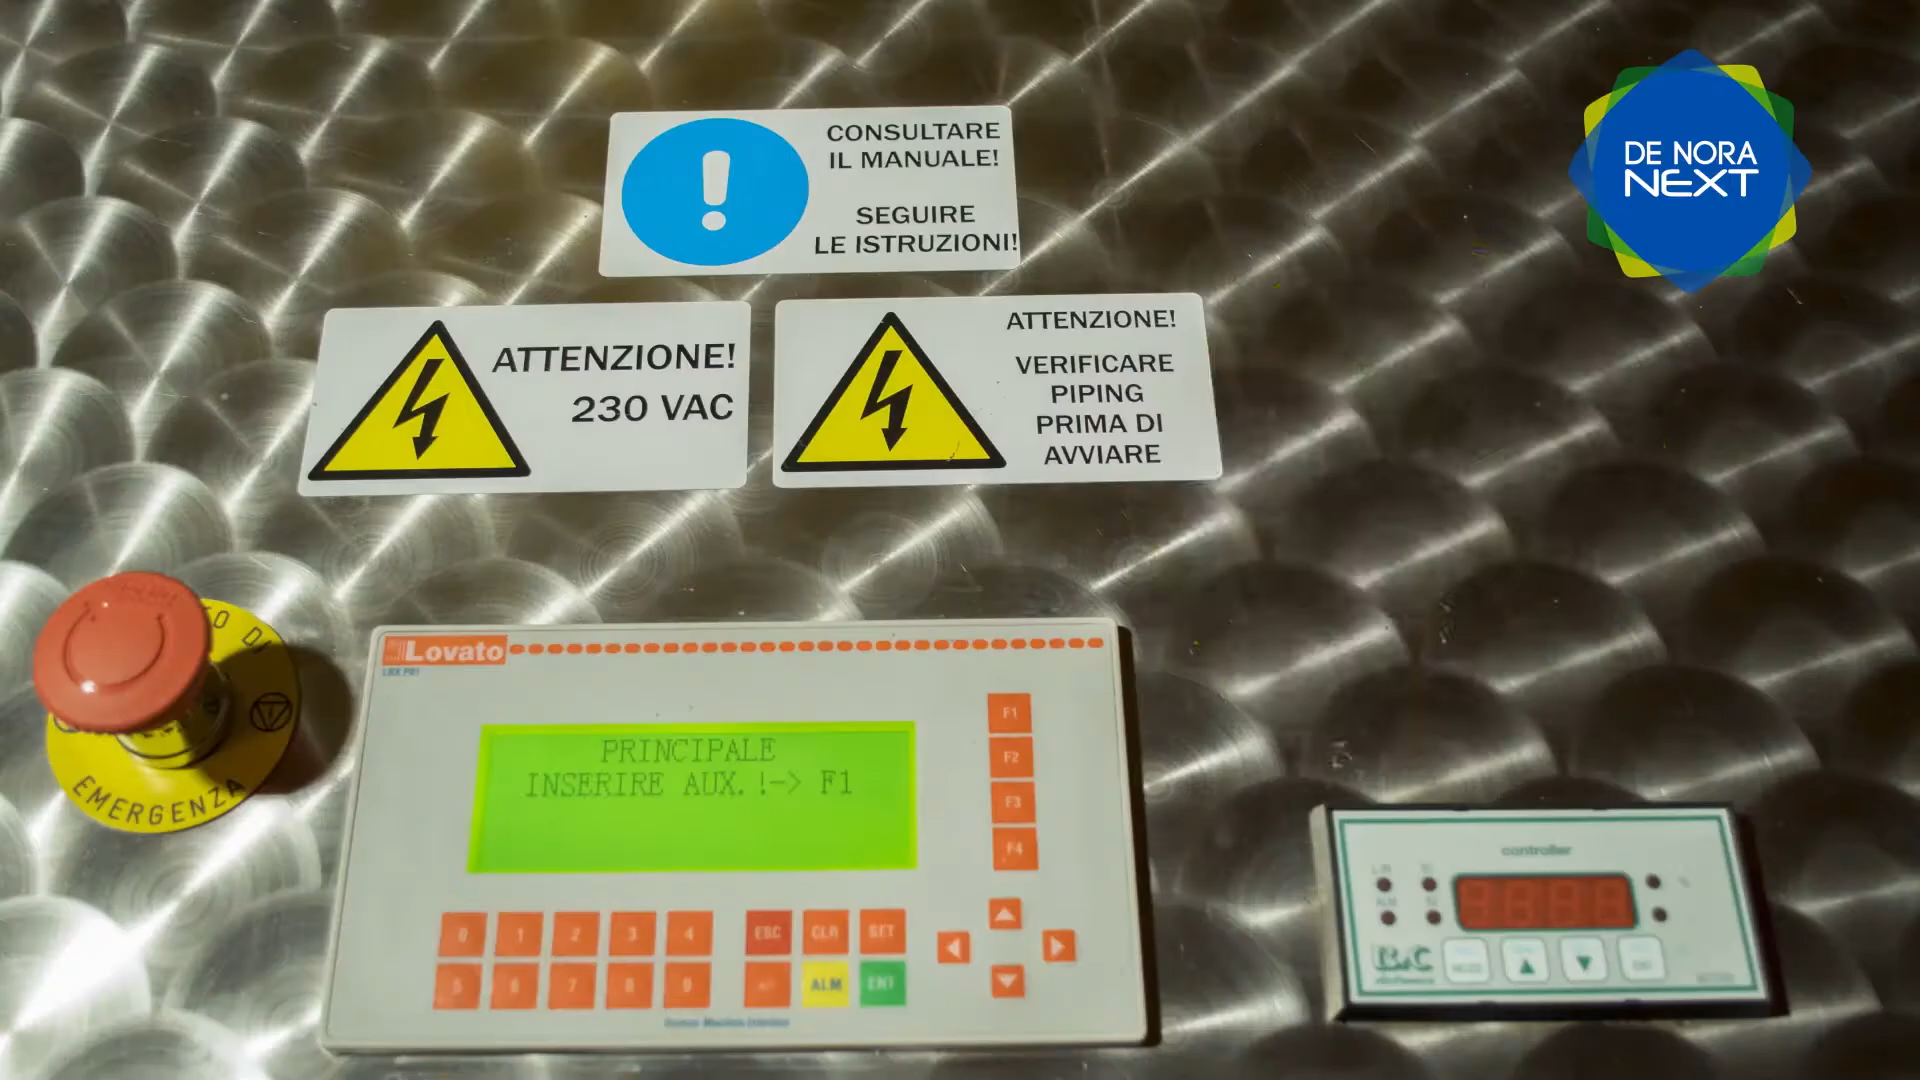 DE NORA
NEXT
CONSULTARE
IL MANUALE!
SEGUIRE
LE ISTRUZIONI!
ATTENZIONE!
230 VAC
ATTENZIONE!
VERIFICARE
PIPING
PRIMA DI
AVVIARE
DI
EMERGENZA
Lovato
PRINCIPALE
INSERIRE AUX.!-> F1
F1
F2
F3
F4
0 1 2 3 4 ESC CLR SET
5 6 7 8 9 +/- ALM ENT
controller
ALM
B&C